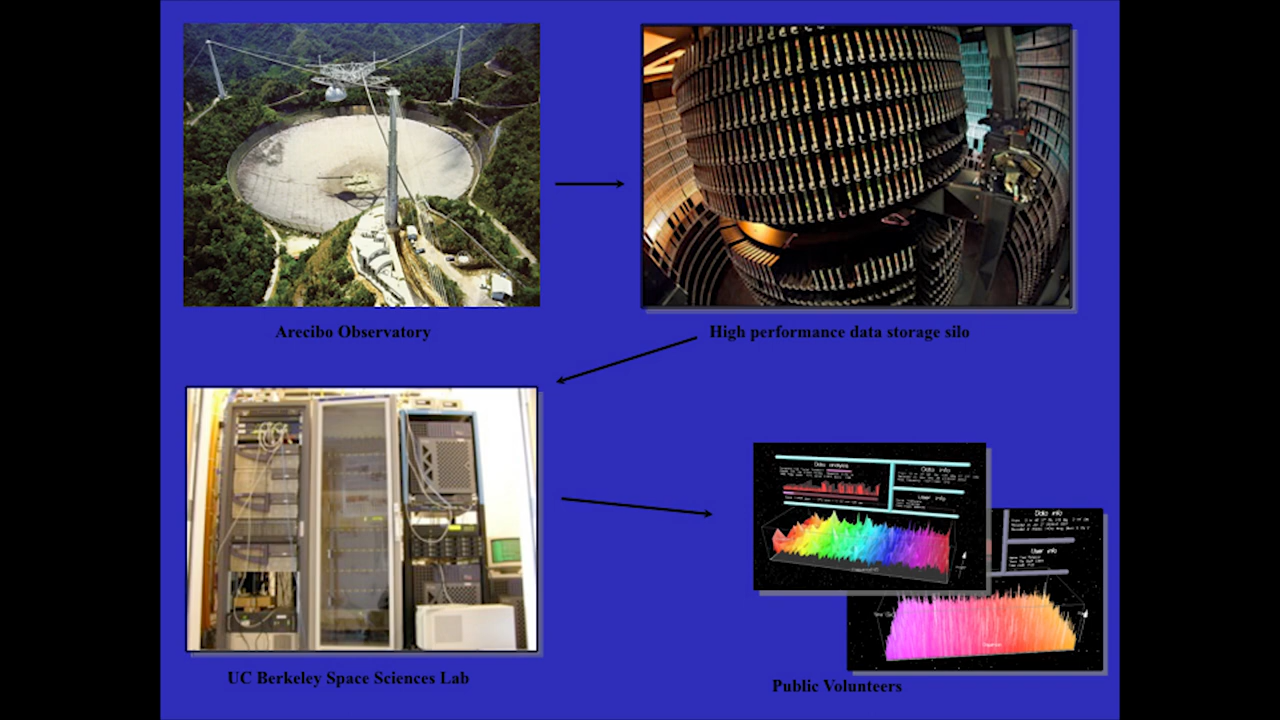 Arecibo Observatory
High performance data storage silo
UC Berkeley Space Sciences Lab
Data analysis
Data info
User info
Data info
User info
Public Volunteers